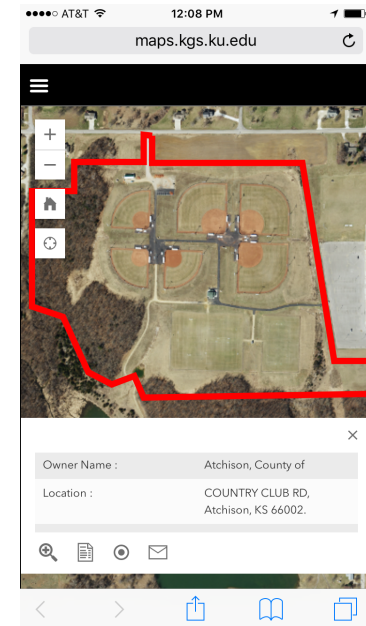 AT&T 12:08 PM
maps.kgs.ku.edu
Owner Name : Atchison, County of
Location : COUNTRY CLUB RD,
Atchison, KS 66002.